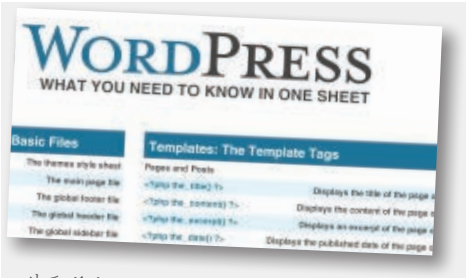 WORDPRESS
WHAT YOU NEED TO KNOW IN ONE SHEET
Basic Files
The themes style sheet
The main page file
The global footer file
The global header file
The global sidebar file
Templates: The Template Tags
Pages and Posts
<?php the_title() ?> Displays the title of the page
<?php the_content() ?> Displays the content of the page
<?php the_excerpt() ?> Displays an excerpt of the page
<?php the_date() ?> Displays the published date of the page